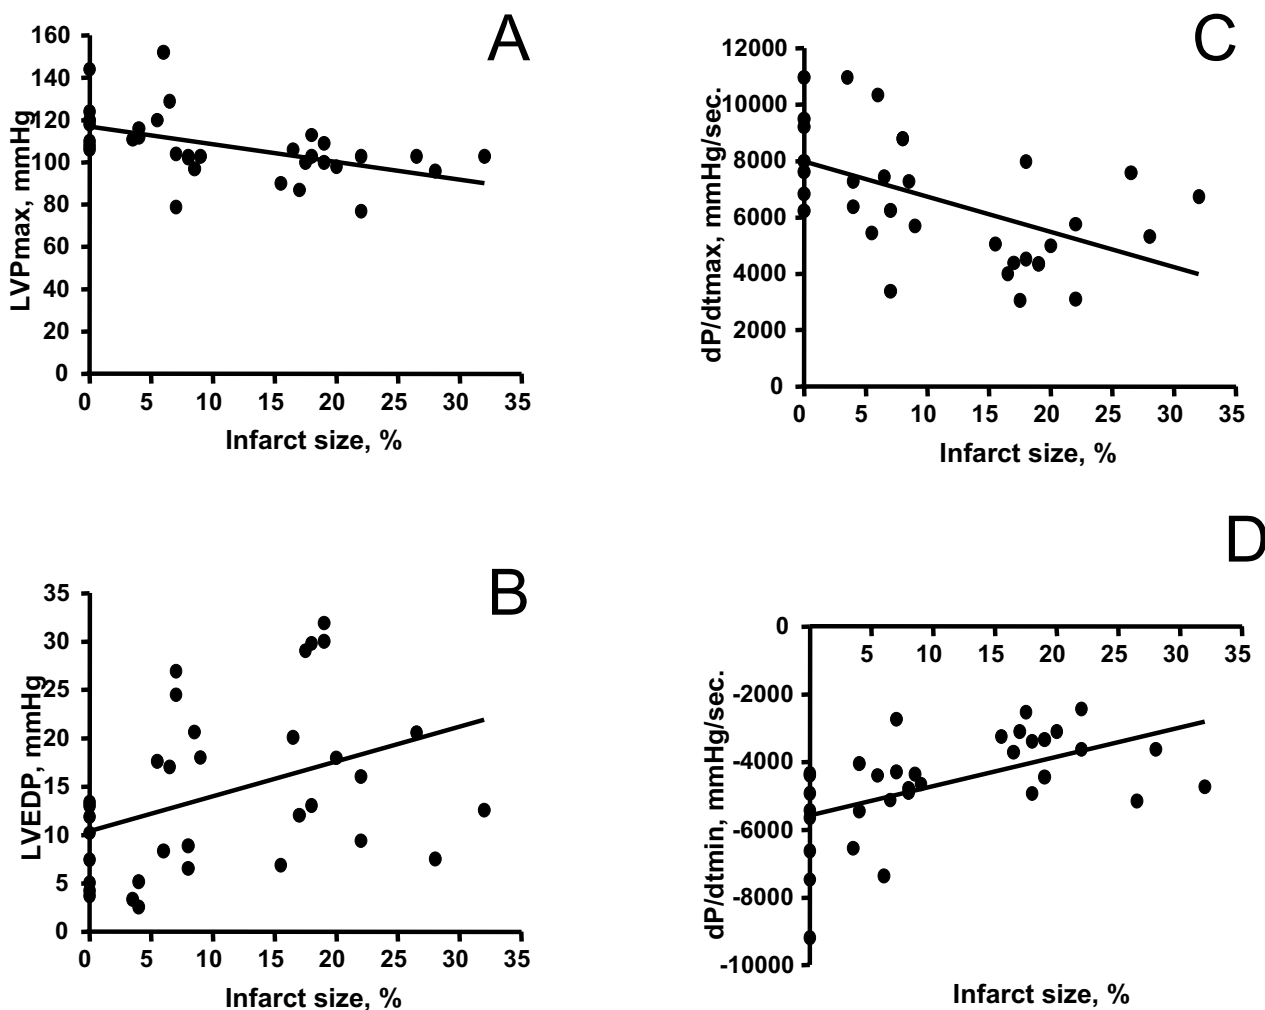 A
160
140
120
100
80
60
40
20
0
LVPmax, mmHg
0 5 10 15 20 25 30 35
Infarct size, %
C
12000
10000
8000
6000
4000
2000
0
dP/dtmax, mmHg/sec.
0 5 10 15 20 25 30 35
Infarct size, %
B
35
30
25
20
15
10
5
0
LVEDP, mmHg
0 5 10 15 20 25 30 35
Infarct size, %
D
0
-2000
-4000
-6000
-8000
-10000
dP/dtmin, mmHg/sec.
5 10 15 20 25 30 35
Infarct size, %